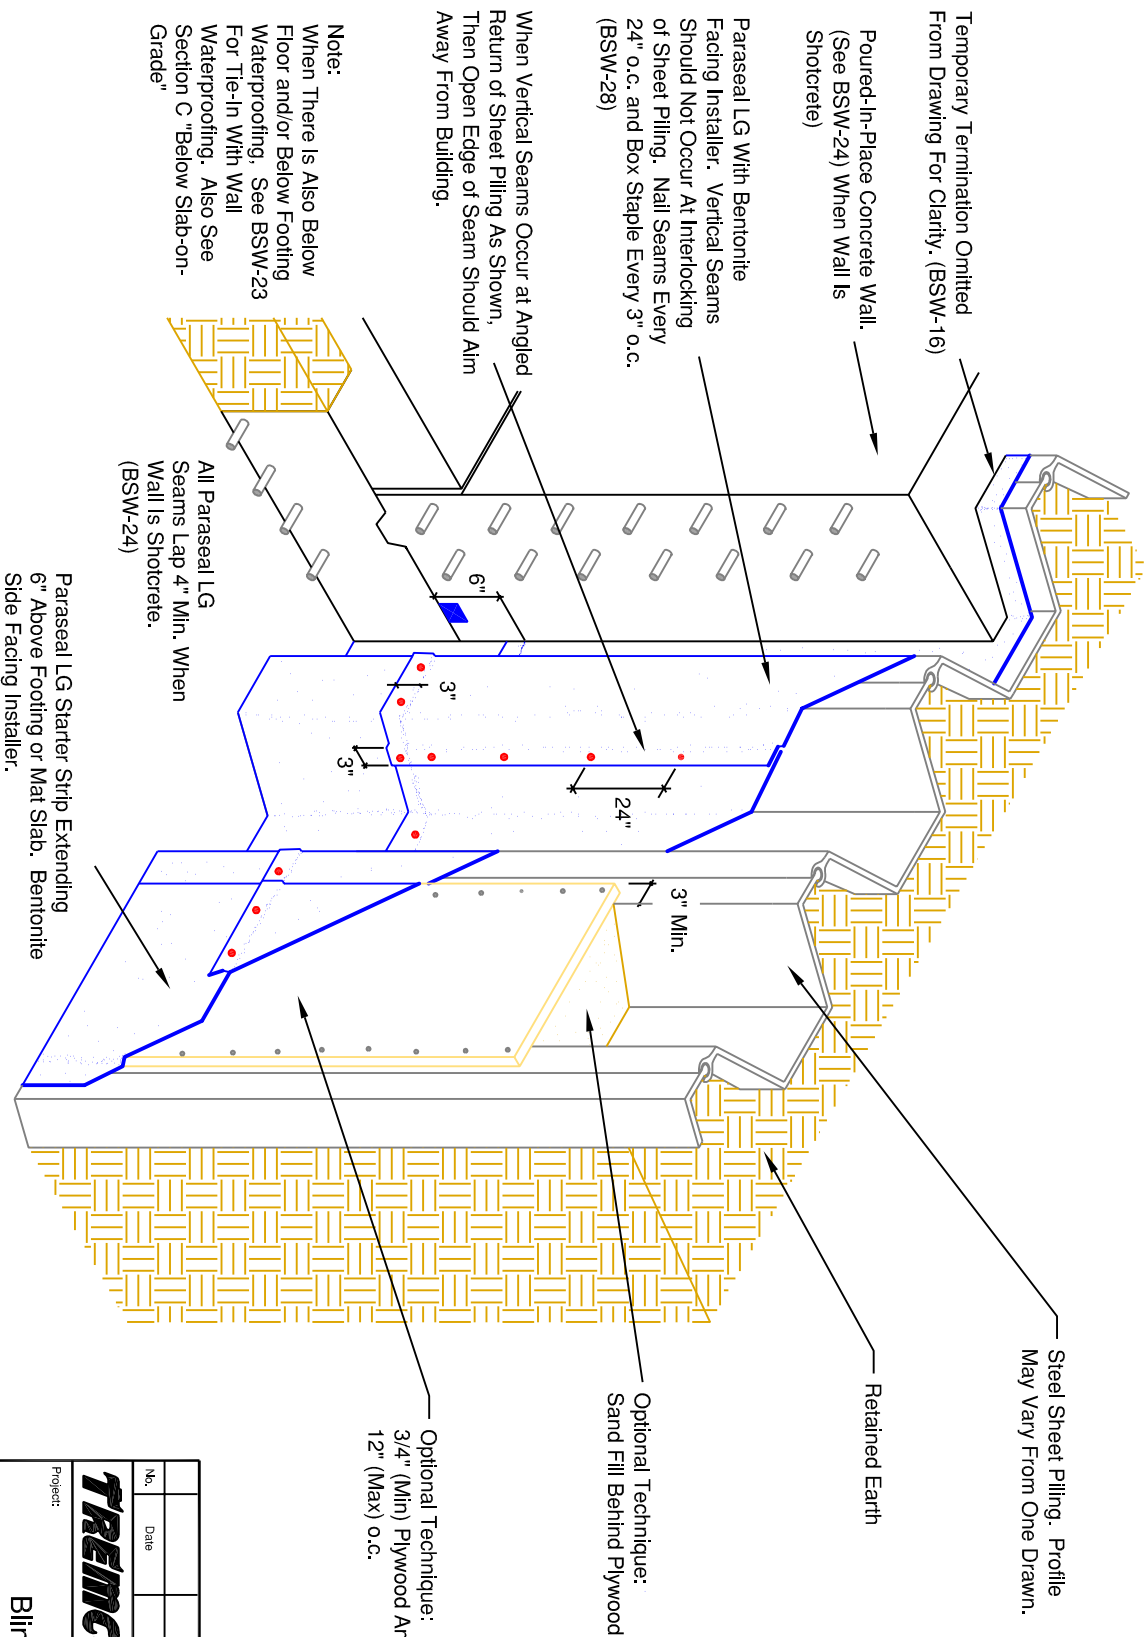 Temporary Termination Omitted
From Drawing For Clarity. (BSW-16)
Poured-In-Place Concrete Wall.
(See BSW-24) When Wall Is
Shotcrete)
Paraseal LG With Bentonite
Facing Installer. Vertical Seams
Should Not Occur At Interlocking
of Sheet Piling. Nail Seams Every
24" o.c. and Box Staple Every 3" o.c.
(BSW-28)
When Vertical Seams Occur at Angled
Return of Sheet Piling As Shown,
Then Open Edge of Seam Should Aim
Away From Building.
Note:
When There Is Also Below
Floor and/or Below Footing
Waterproofing, See BSW-23
For Tie-In With Wall
Waterproofing. Also See
Section C "Below Slab-on-
Grade"
All Paraseal LG
Seams Lap 4" Min. When
Wall Is Shotcrete.
(BSW-24)
Paraseal LG Starter Strip Extending
6" Above Footing or Mat Slab. Bentonite
Side Facing Installer.
6"
3"
3"
24"
3" Min.
Steel Sheet Piling. Profile
May Vary From One Drawn.
Retained Earth
Optional Technique:
Sand Fill Behind Plywood
Optional Technique:
3/4" (Min) Plywood An
12" (Max) o.c.
No.
Date
TREMC
Project:
Blin